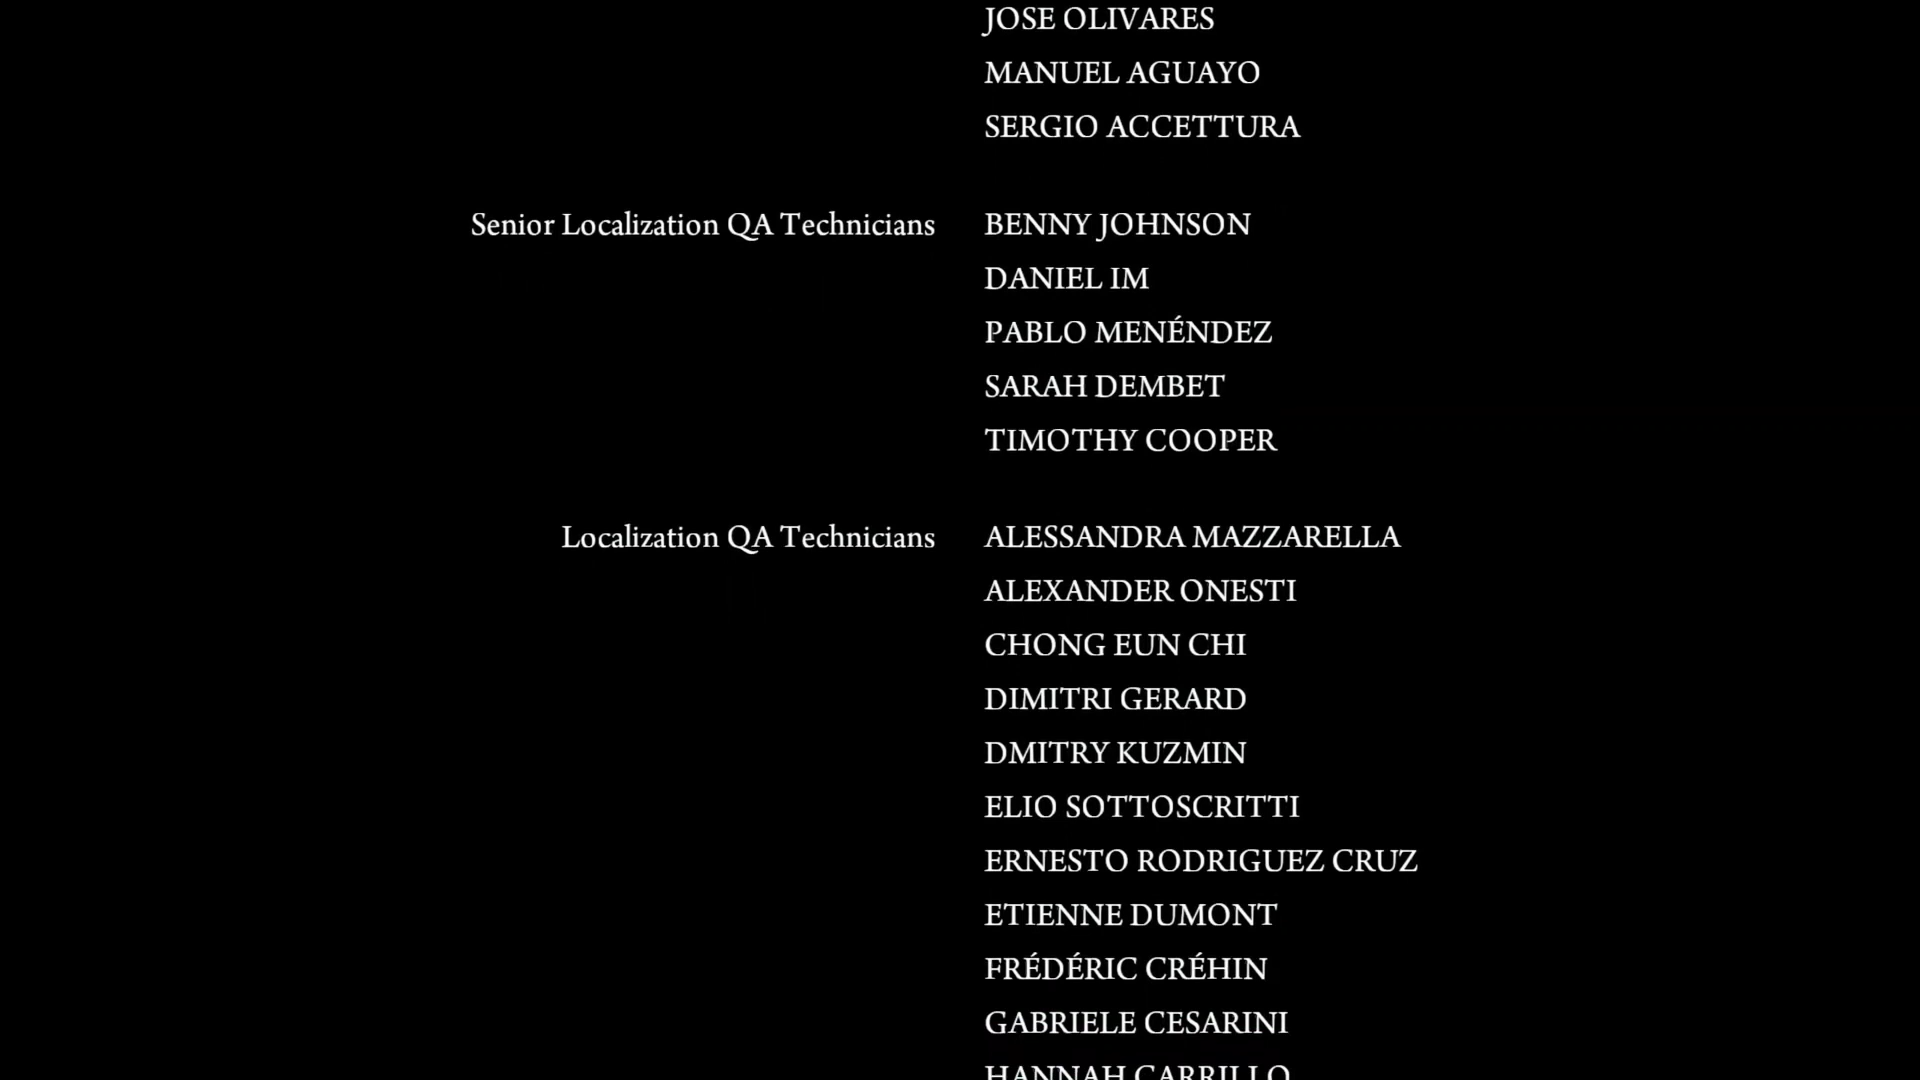 JOSE OLIVARES
MANUEL AGUAYO
SERGIO ACCETTURA
Senior Localization QA Technicians BENNY JOHNSON
DANIEL IM
PABLO MENÉNDEZ
SARAH DEMBET
TIMOTHY COOPER
Localization QA Technicians ALESSANDRA MAZZARELLA
ALEXANDER ONESTI
CHONG EUN CHI
DIMITRI GERARD
DMITRY KUZMIN
ELIO SOTTOSCRITTI
ERNESTO RODRIGUEZ CRUZ
ETIENNE DUMONT
FRÉDÉRIC CRÉHIN
GABRIELE CESARINI
HANNAH CARRILLO